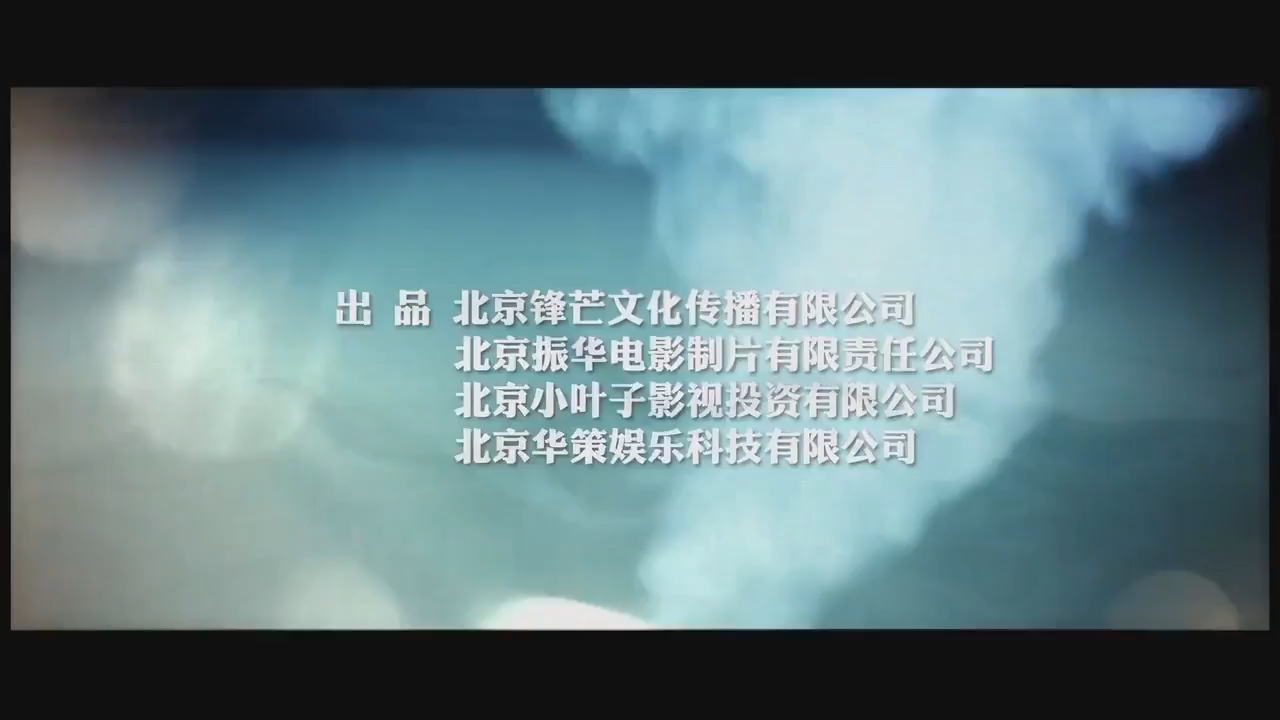 出 品 北京锋芒文化传播有限公司
北京振华电影制片有限责任公司
北京小叶子影视投资有限公司
北京华策娱乐科技有限公司